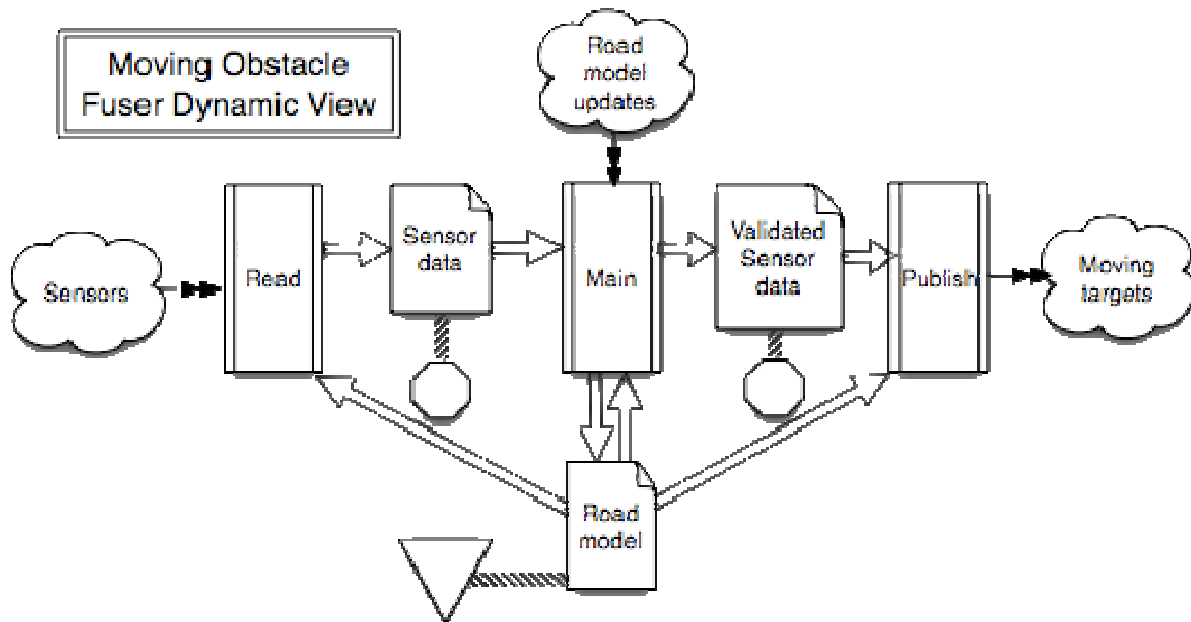 Moving Obstacle
Fuser Dynamic View
Road
model
updates
Sensors
Read
Sensor
data
Main
Validated
Sensor
data
Publish
Moving
targets
Road
model